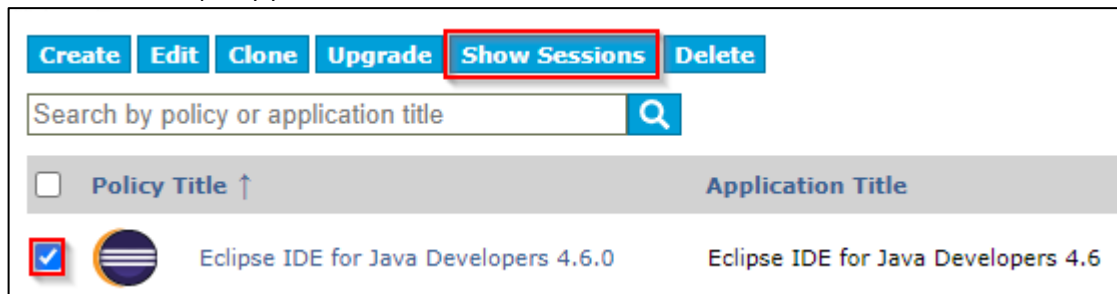 Create Edit Clone Upgrade Show Sessions Delete
Search by policy or application title
Policy Title ↑ Application Title
Eclipse IDE for Java Developers 4.6.0 Eclipse IDE for Java Developers 4.6